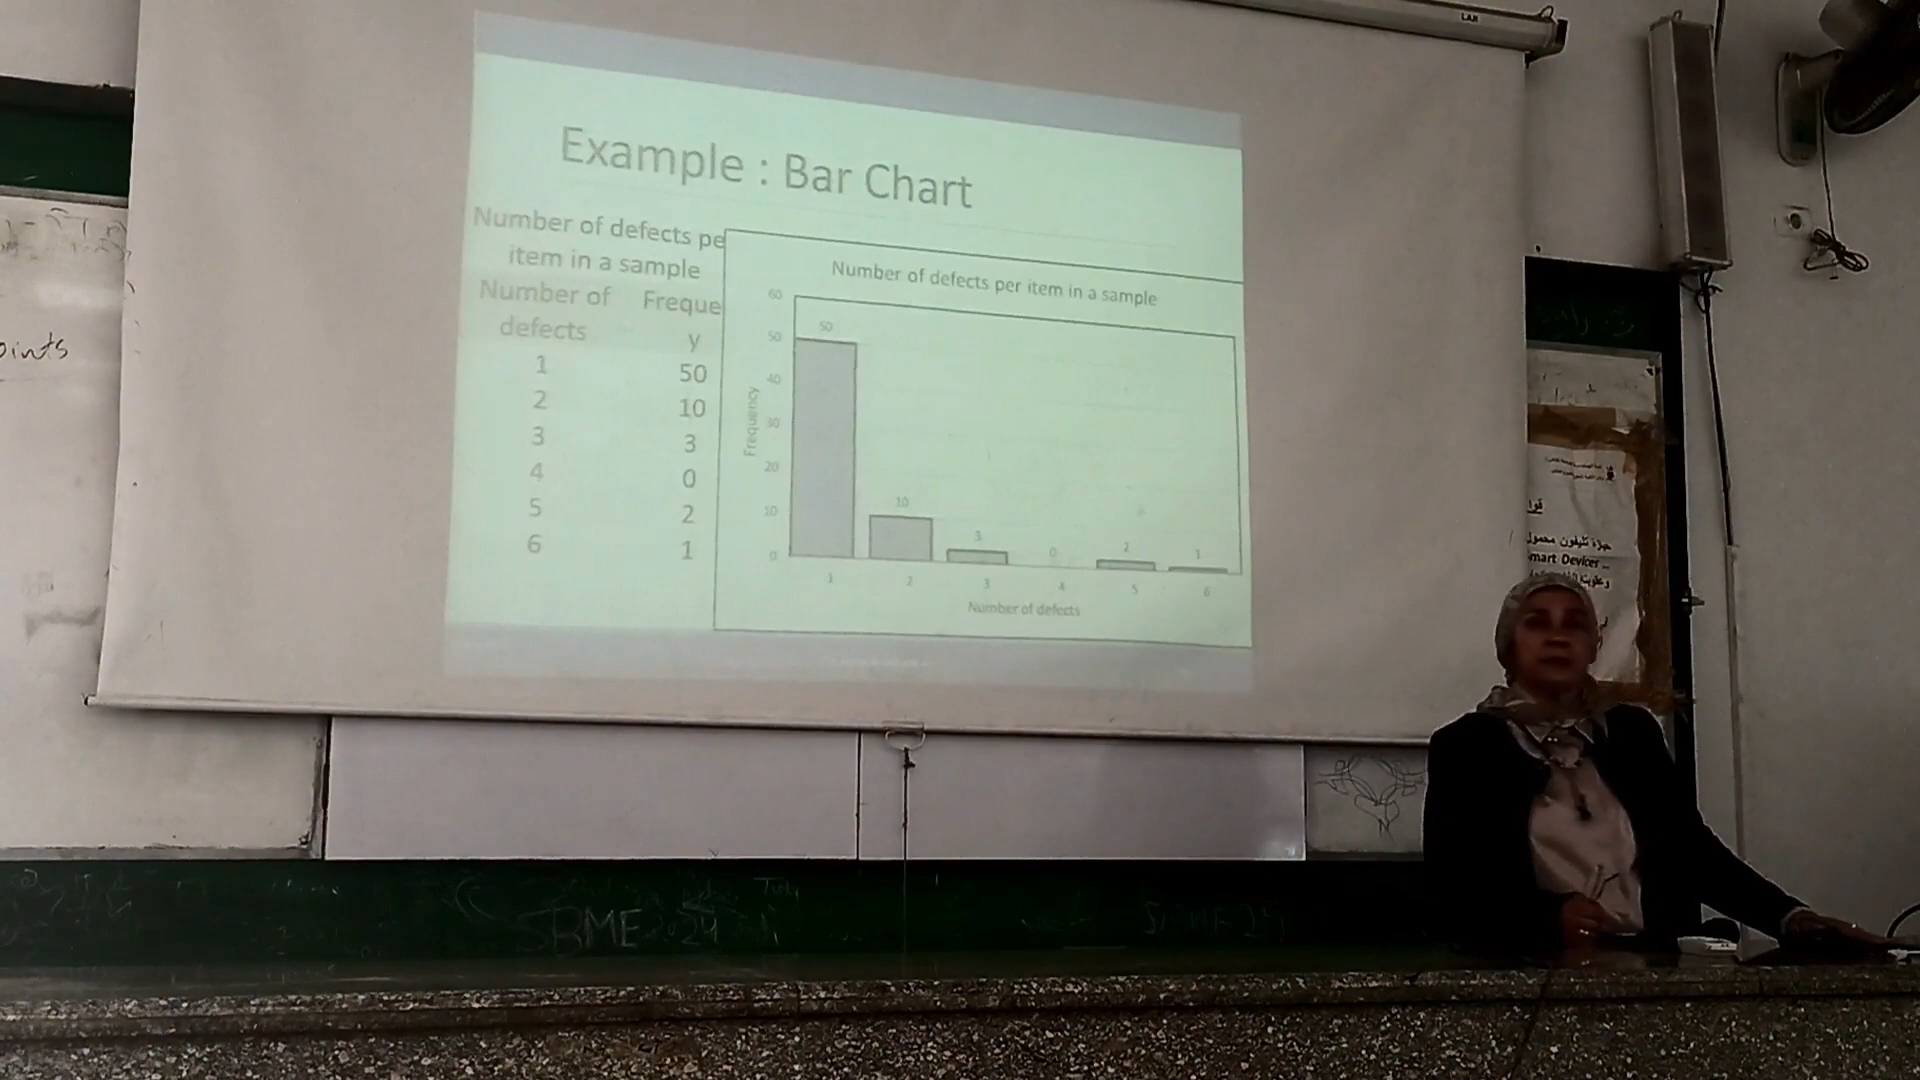 Example : Bar Chart
Number of defects pe
item in a sample
Number of Freque
defects y
1 50
2 10
3 3
4 0
5 2
6 1
Number of defects per item in a sample
60
50
40
30
20
10
0
Frequency
50
10
3
0
2
1
1 2 3 4 5 6
Number of defects
oints
قوا
mart Devices ..
SBME 2024